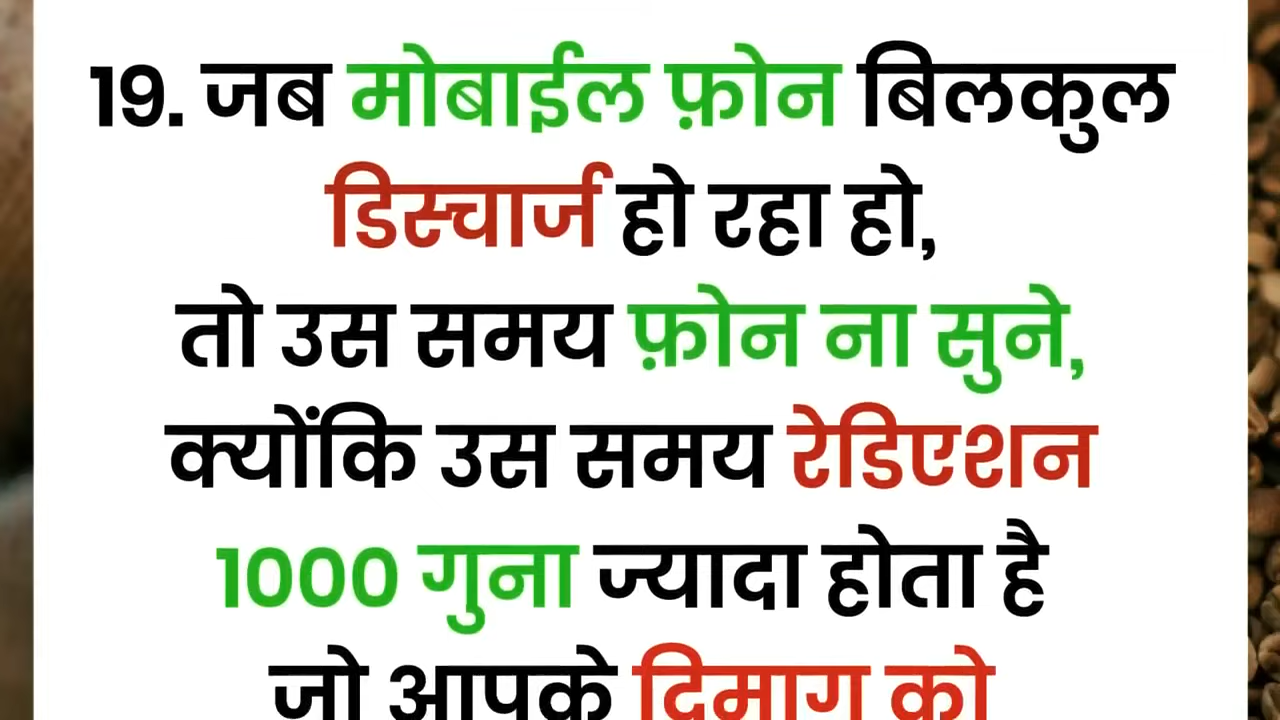 19. जब मोबाईल फ़ोन बिलकुल
डिस्चार्ज हो रहा हो,
तो उस समय फ़ोन ना सुने,
क्योंकि उस समय रेडिएशन
1000 गुना ज्यादा होता है
जो आपके दिमाग को